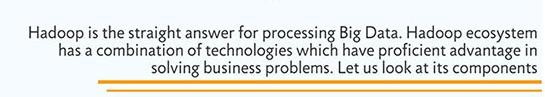 Hadoop is the straight answer for processing Big Data. Hadoop ecosystem
has a combination of technologies which have proficient advantage in
solving business problems. Let us look at its components